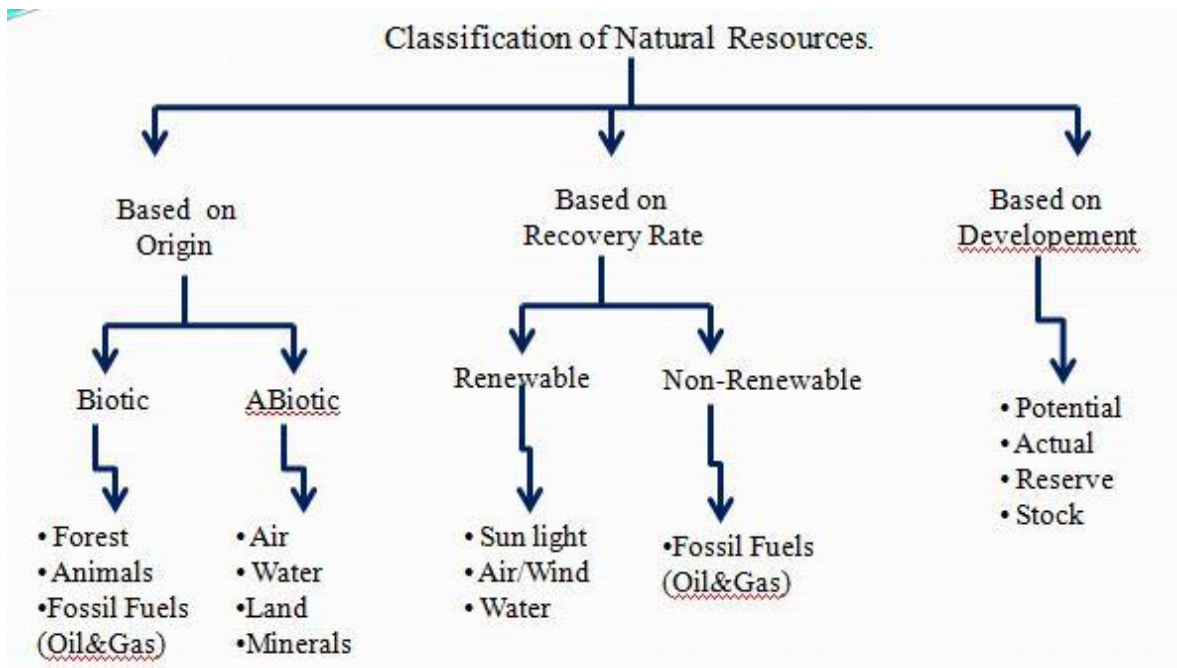 Classification of Natural Resources.
Based on
Origin
Based on
Recovery Rate
Based on
Developement
Biotic
ABiotic
Renewable
Non-Renewable
• Forest
• Animals
•Fossil Fuels
(Oil&Gas)
• Air
• Water
•Land
•Minerals
• Sun light
• Air/Wind
• Water
•Fossil Fuels
(Oil&Gas)
• Potential
• Actual
• Reserve
• Stock